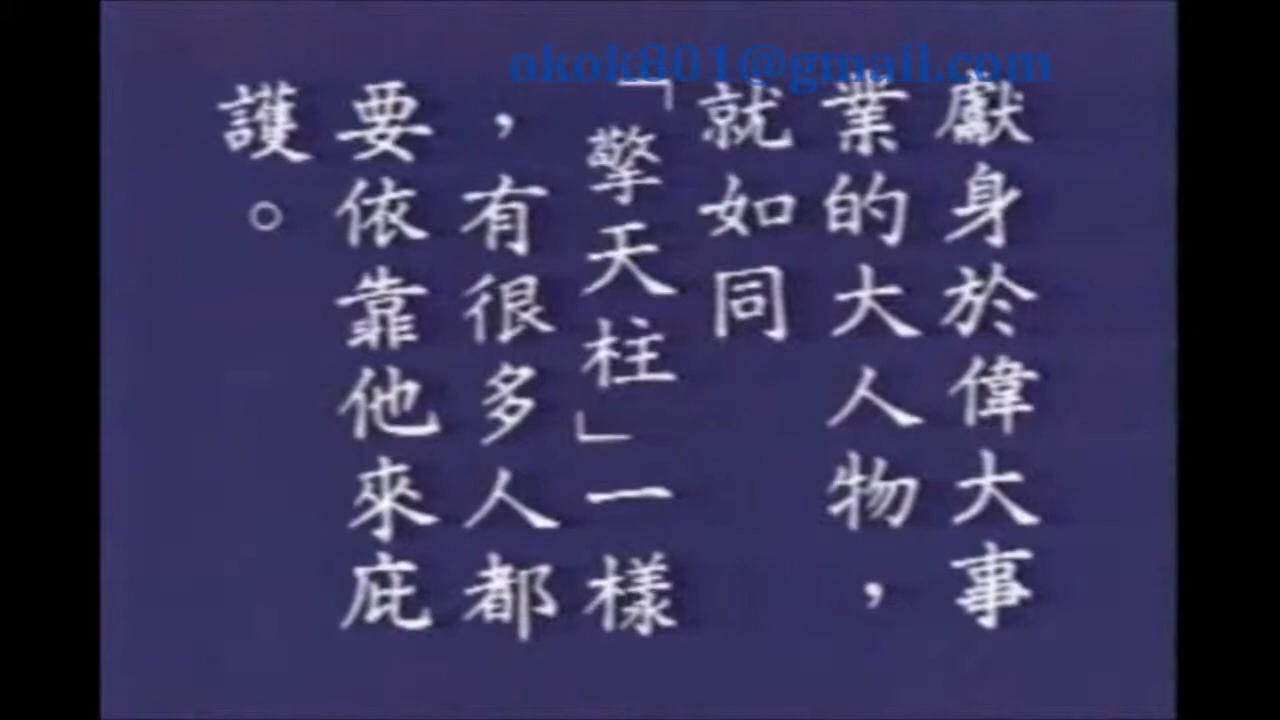 okok801@gmail.com
獻身於偉大事
業的大人物，
就如同
「擎天柱」一樣
，有很多人都
要依靠他來庇
護。